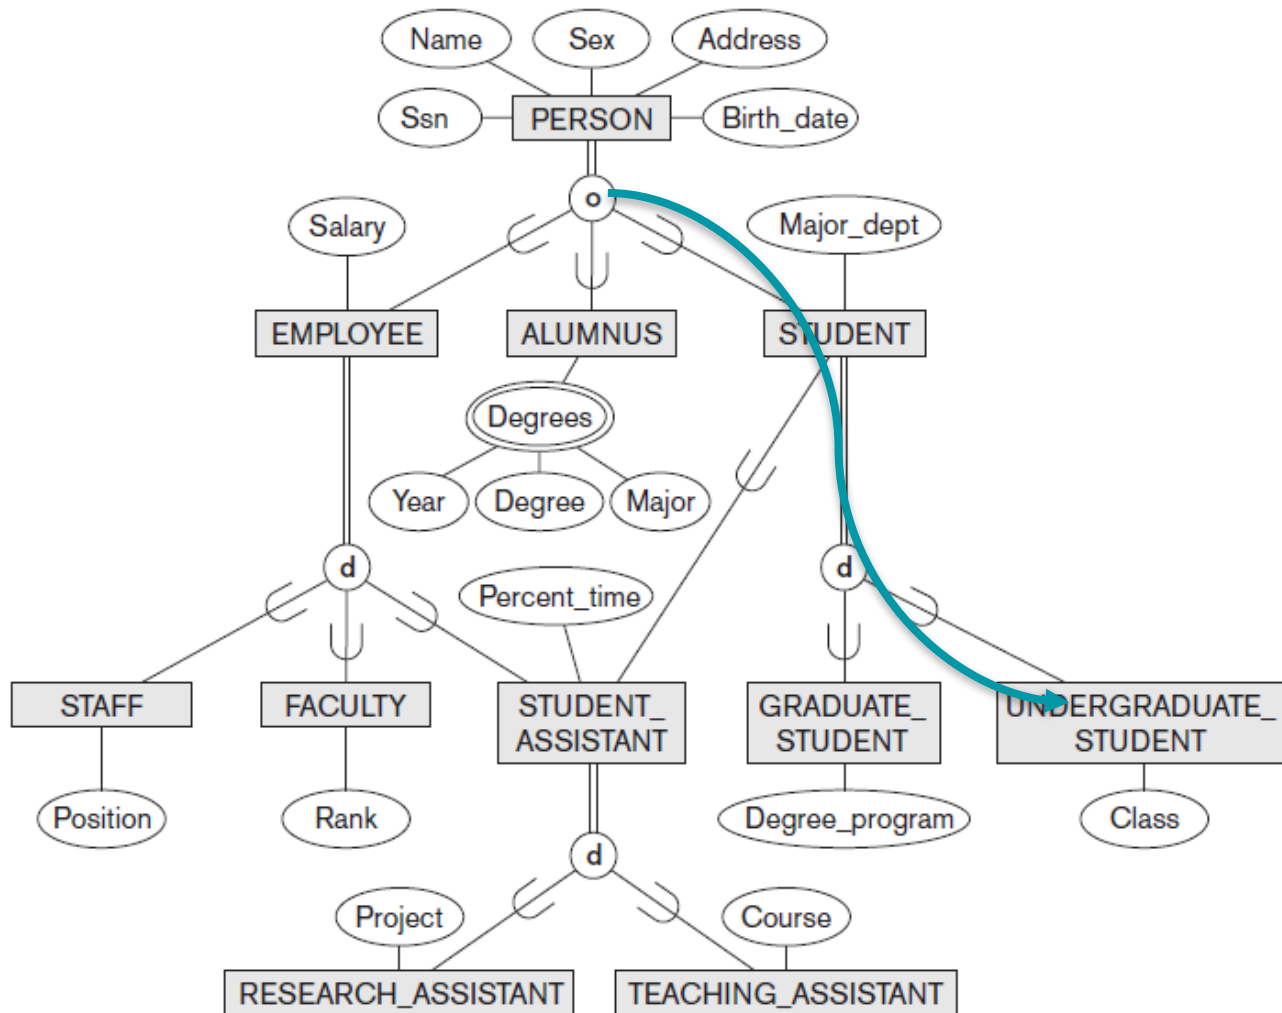 Name
Sex
Address
Ssn
PERSON
Birth_date
o
Salary
Major_dept
EMPLOYEE
ALUMNUS
STUDENT
Degrees
Year
Degree
Major
d
Percent_time
d
STAFF
FACULTY
STUDENT_
ASSISTANT
GRADUATE_
STUDENT
UNDERGRADUATE_
STUDENT
Position
Rank
Degree_program
Class
d
Project
Course
RESEARCH_ASSISTANT
TEACHING_ASSISTANT